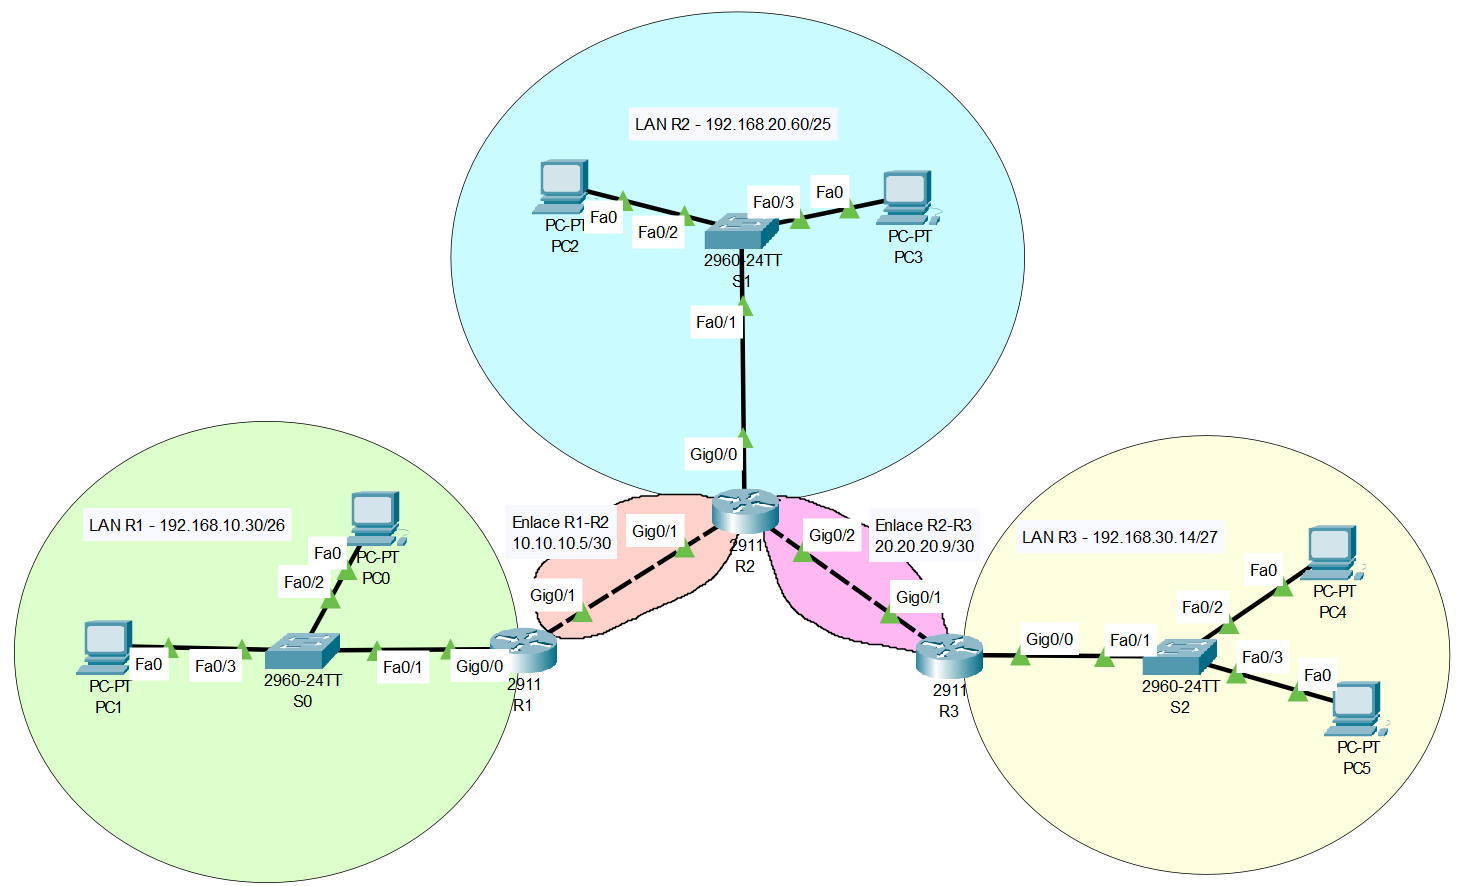 LAN R2 - 192.168.20.60/25
PC-PT
PC2
Fa0
Fa0/2
Fa0/3
Fa0
PC-PT
PC3
2960-24TT
S1
Fa0/1
Gig0/0
2911
R2
Enlace R1-R2
10.10.10.5/30
Gig0/1
Gig0/1
Gig0/2
Enlace R2-R3
20.20.20.9/30
Gig0/1
LAN R1 - 192.168.10.30/26
Fa0
PC-PT
PC0
Fa0/2
Fa0
PC-PT
PC1
Fa0/3
2960-24TT
S0
Fa0/1
Gig0/0
2911
R1
LAN R3 - 192.168.30.14/27
Fa0
PC-PT
PC4
Fa0/2
Gig0/0
Fa0/1
2911
R3
2960-24TT
S2
Fa0/3
Fa0
PC-PT
PC5